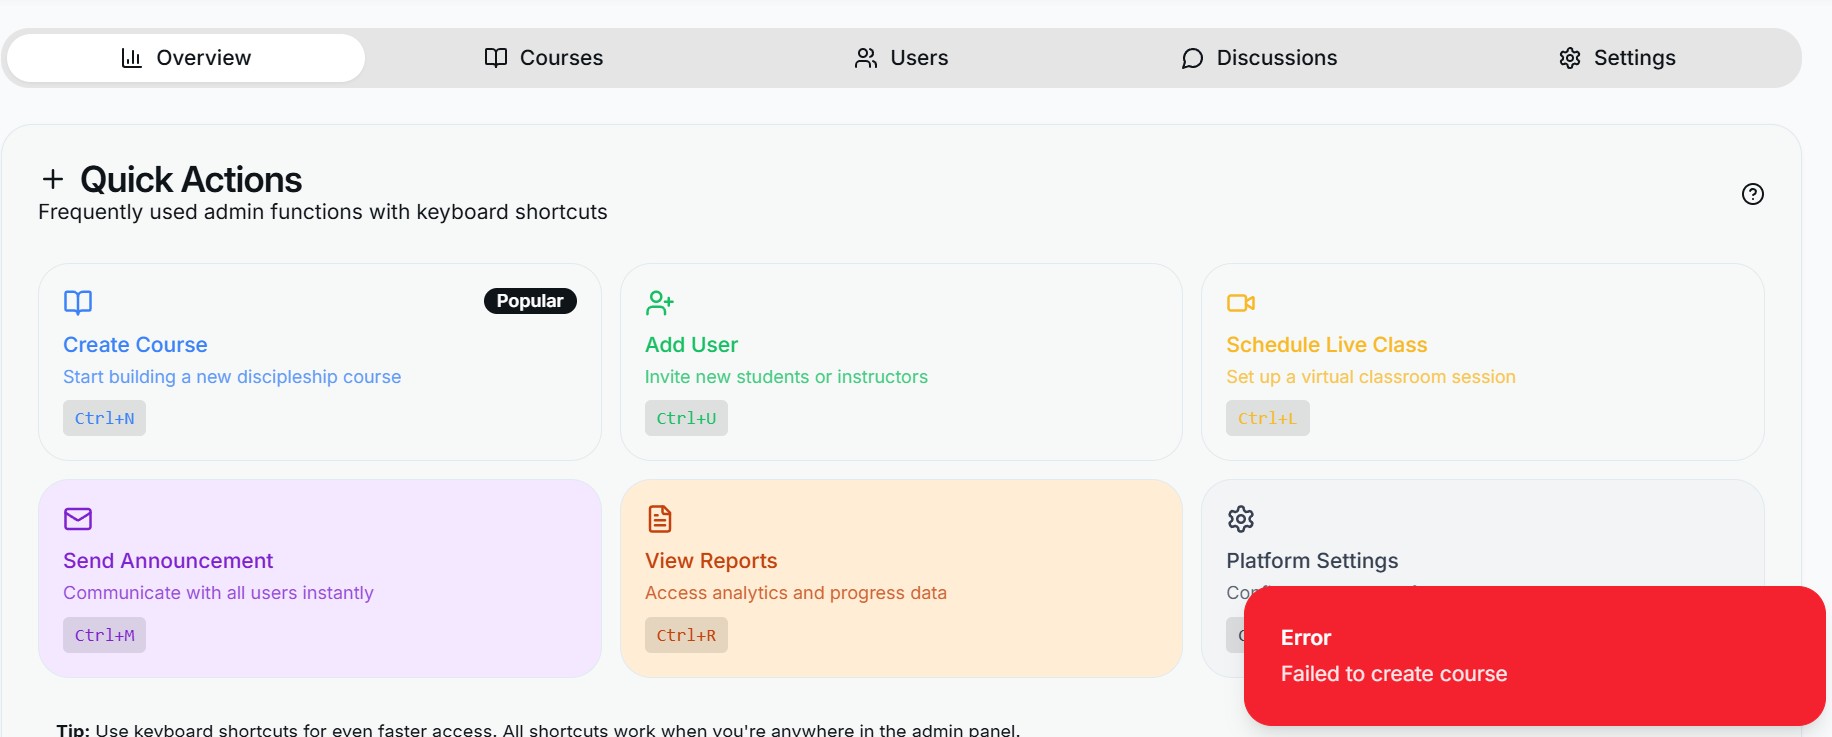 Overview
Courses
Users
Discussions
Settings
Quick Actions
Frequently used admin functions with keyboard shortcuts
Popular
Create Course
Start building a new discipleship course
Ctrl+N
Add User
Invite new students or instructors
Ctrl+U
Schedule Live Class
Set up a virtual classroom session
Ctrl+L
Send Announcement
Communicate with all users instantly
Ctrl+M
View Reports
Access analytics and progress data
Ctrl+R
Platform Settings
Error
Failed to create course
Tip: Use keyboard shortcuts for even faster access. All shortcuts work when you're anywhere in the admin panel.